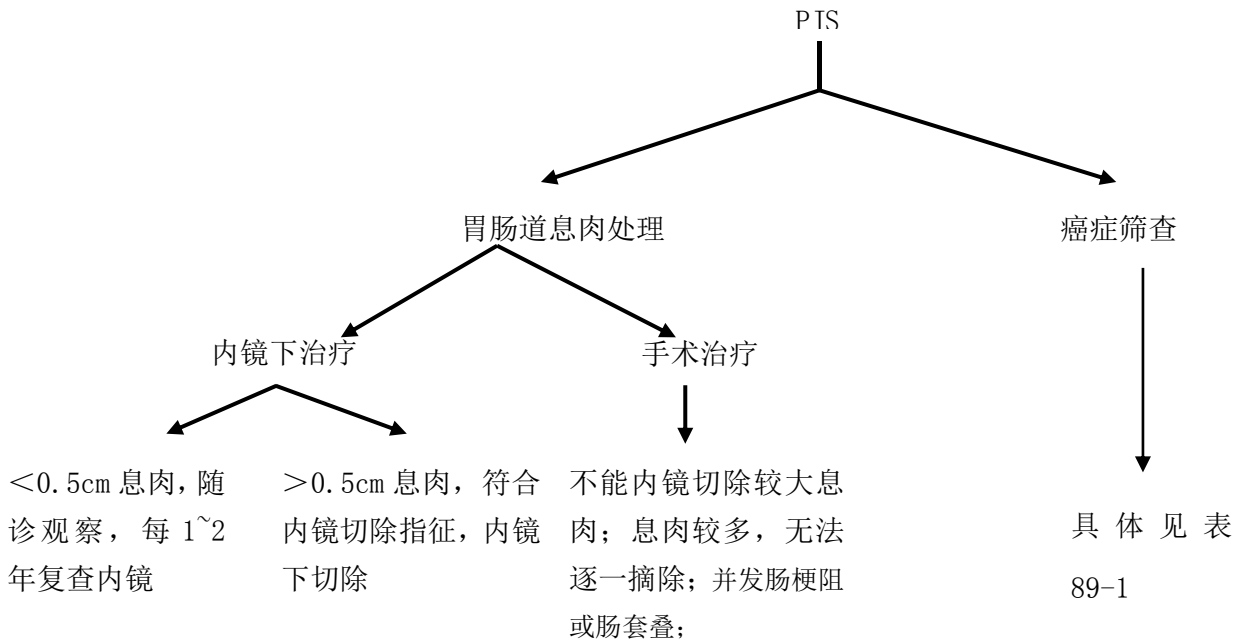 PJS
胃肠道息肉处理
癌症筛查
内镜下治疗
手术治疗
＜0.5cm 息肉，随
诊观察，每 1~2
年复查内镜
＞0.5cm 息肉，符合
内镜切除指征，内镜
下切除
不能内镜切除较大息
肉；息肉较多，无法
逐一摘除；并发肠梗阻
或肠套叠；
具体见表
89-1